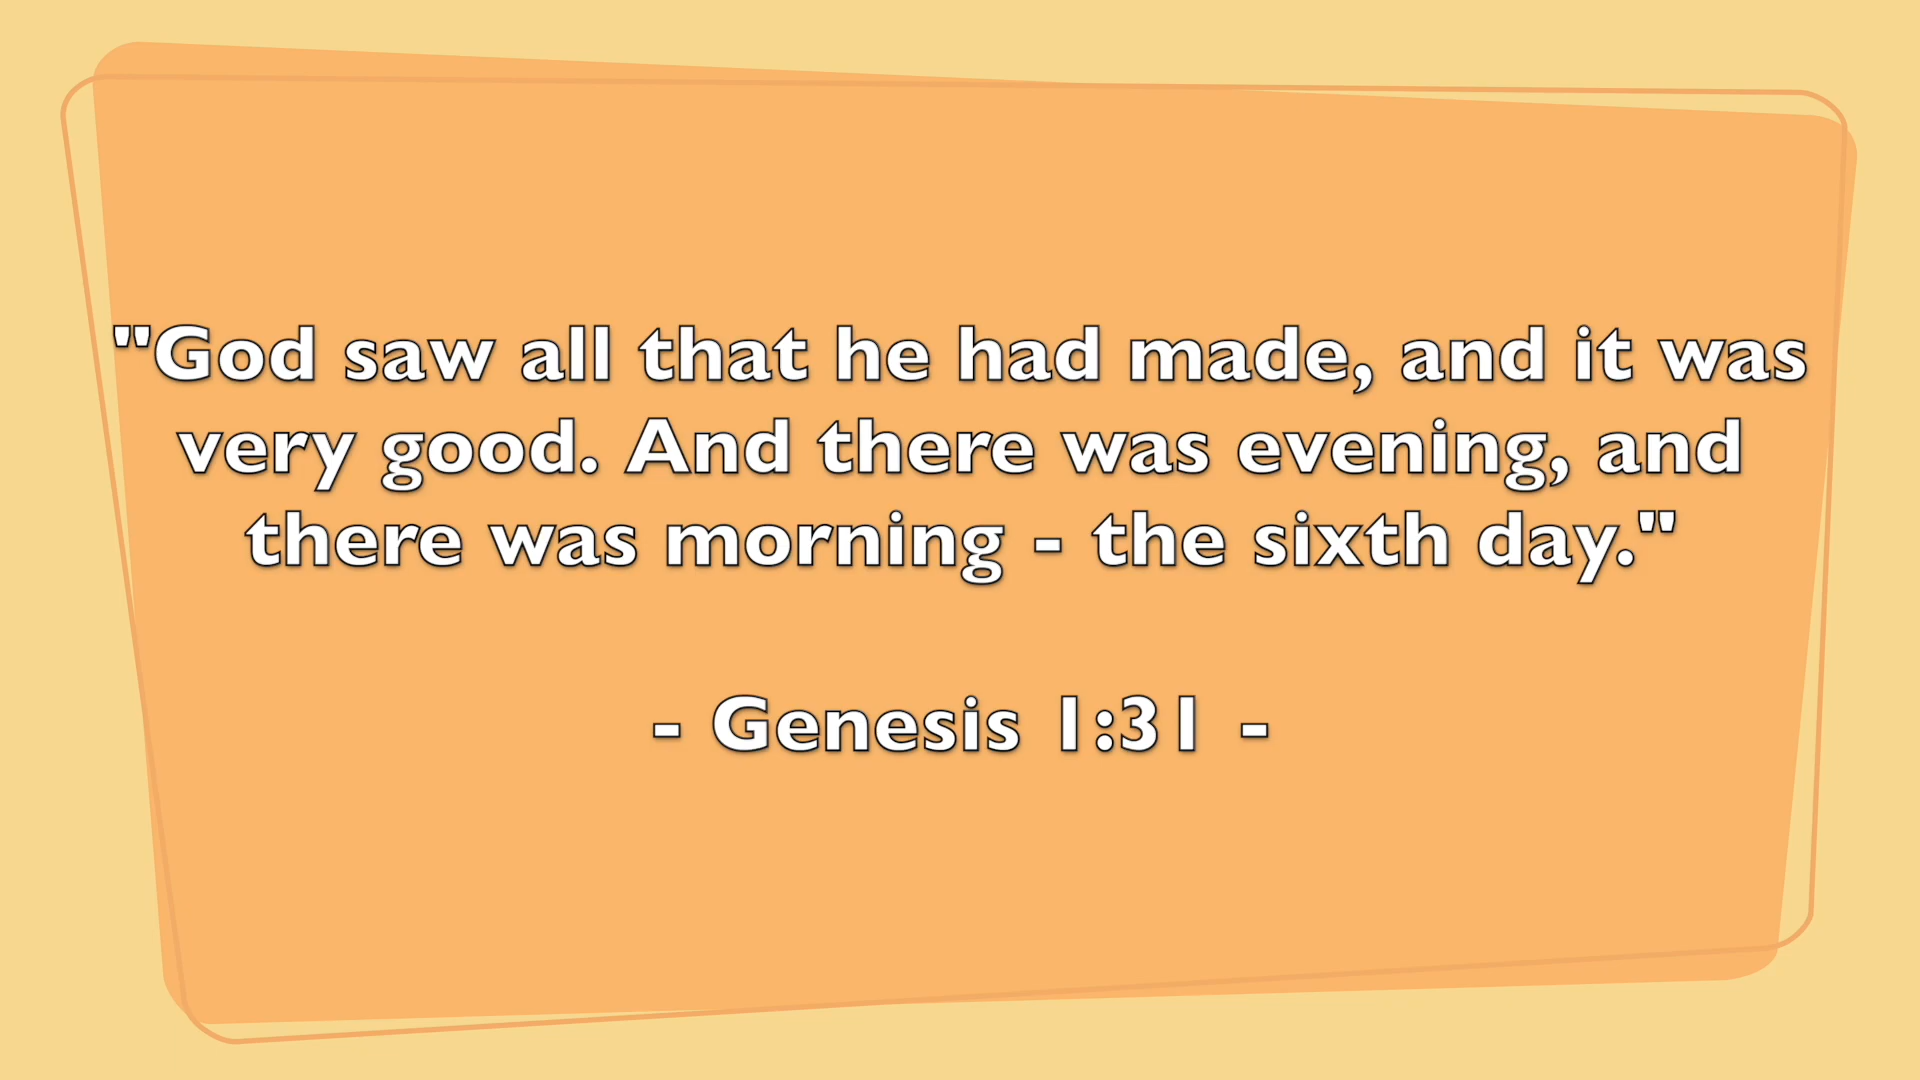 "God saw all that he had made, and it was
very good. And there was evening, and
there was morning - the sixth day."
- Genesis 1:31 -